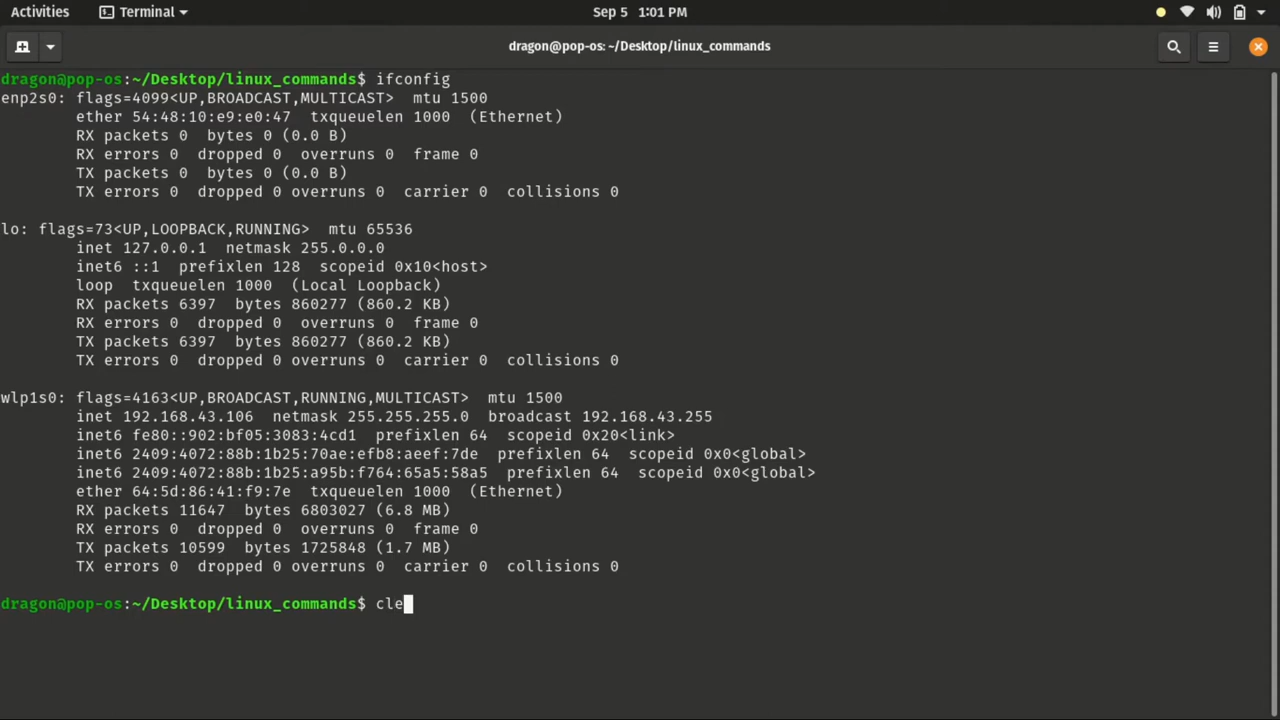 Activities Terminal Sep 5 1:01 PM
dragon@pop-os: ~/Desktop/linux_commands
dragon@pop-os:~/Desktop/linux_commands$ ifconfig
enp2s0: flags=4099<UP,BROADCAST,MULTICAST>  mtu 1500
        ether 54:48:10:e9:e0:47  txqueuelen 1000  (Ethernet)
        RX packets 0  bytes 0 (0.0 B)
        RX errors 0  dropped 0  overruns 0  frame 0
        TX packets 0  bytes 0 (0.0 B)
        TX errors 0  dropped 0 overruns 0  carrier 0  collisions 0

lo: flags=73<UP,LOOPBACK,RUNNING>  mtu 65536
        inet 127.0.0.1  netmask 255.0.0.0
        inet6 ::1  prefixlen 128  scopeid 0x10<host>
        loop  txqueuelen 1000  (Local Loopback)
        RX packets 6397  bytes 860277 (860.2 KB)
        RX errors 0  dropped 0  overruns 0  frame 0
        TX packets 6397  bytes 860277 (860.2 KB)
        TX errors 0  dropped 0 overruns 0  carrier 0  collisions 0

wlp1s0: flags=4163<UP,BROADCAST,RUNNING,MULTICAST>  mtu 1500
        inet 192.168.43.106  netmask 255.255.255.0  broadcast 192.168.43.255
        inet6 fe80::902:bf05:3083:4cd1  prefixlen 64  scopeid 0x20<link>
        inet6 2409:4072:88b:1b25:70ae:efb8:aeef:7de  prefixlen 64  scopeid 0x0<global>
        inet6 2409:4072:88b:1b25:a95b:f764:65a5:58a5  prefixlen 64  scopeid 0x0<global>
        ether 64:5d:86:41:f9:7e  txqueuelen 1000  (Ethernet)
        RX packets 11647  bytes 6803027 (6.8 MB)
        RX errors 0  dropped 0  overruns 0  frame 0
        TX packets 10599  bytes 1725848 (1.7 MB)
        TX errors 0  dropped 0 overruns 0  carrier 0  collisions 0

dragon@pop-os:~/Desktop/linux_commands$ cle